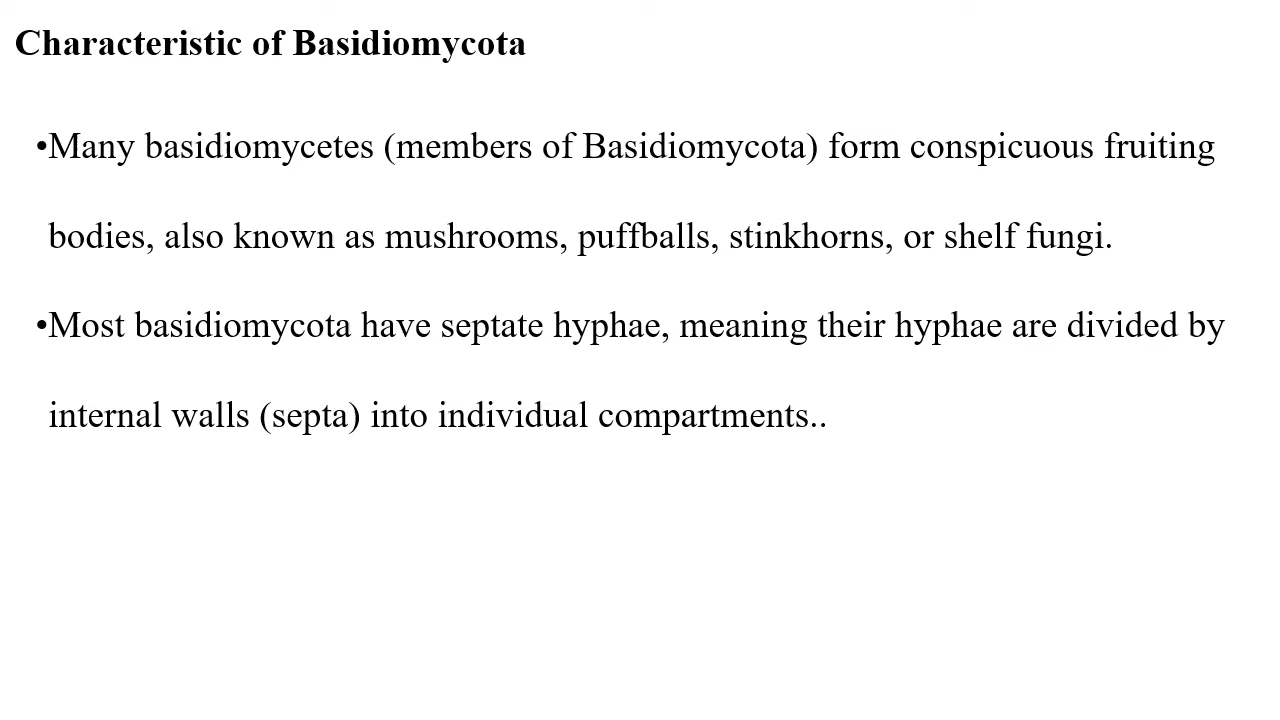 Characteristic of Basidiomycota
•Many basidiomycetes (members of Basidiomycota) form conspicuous fruiting
bodies, also known as mushrooms, puffballs, stinkhorns, or shelf fungi.
•Most basidiomycota have septate hyphae, meaning their hyphae are divided by
internal walls (septa) into individual compartments..